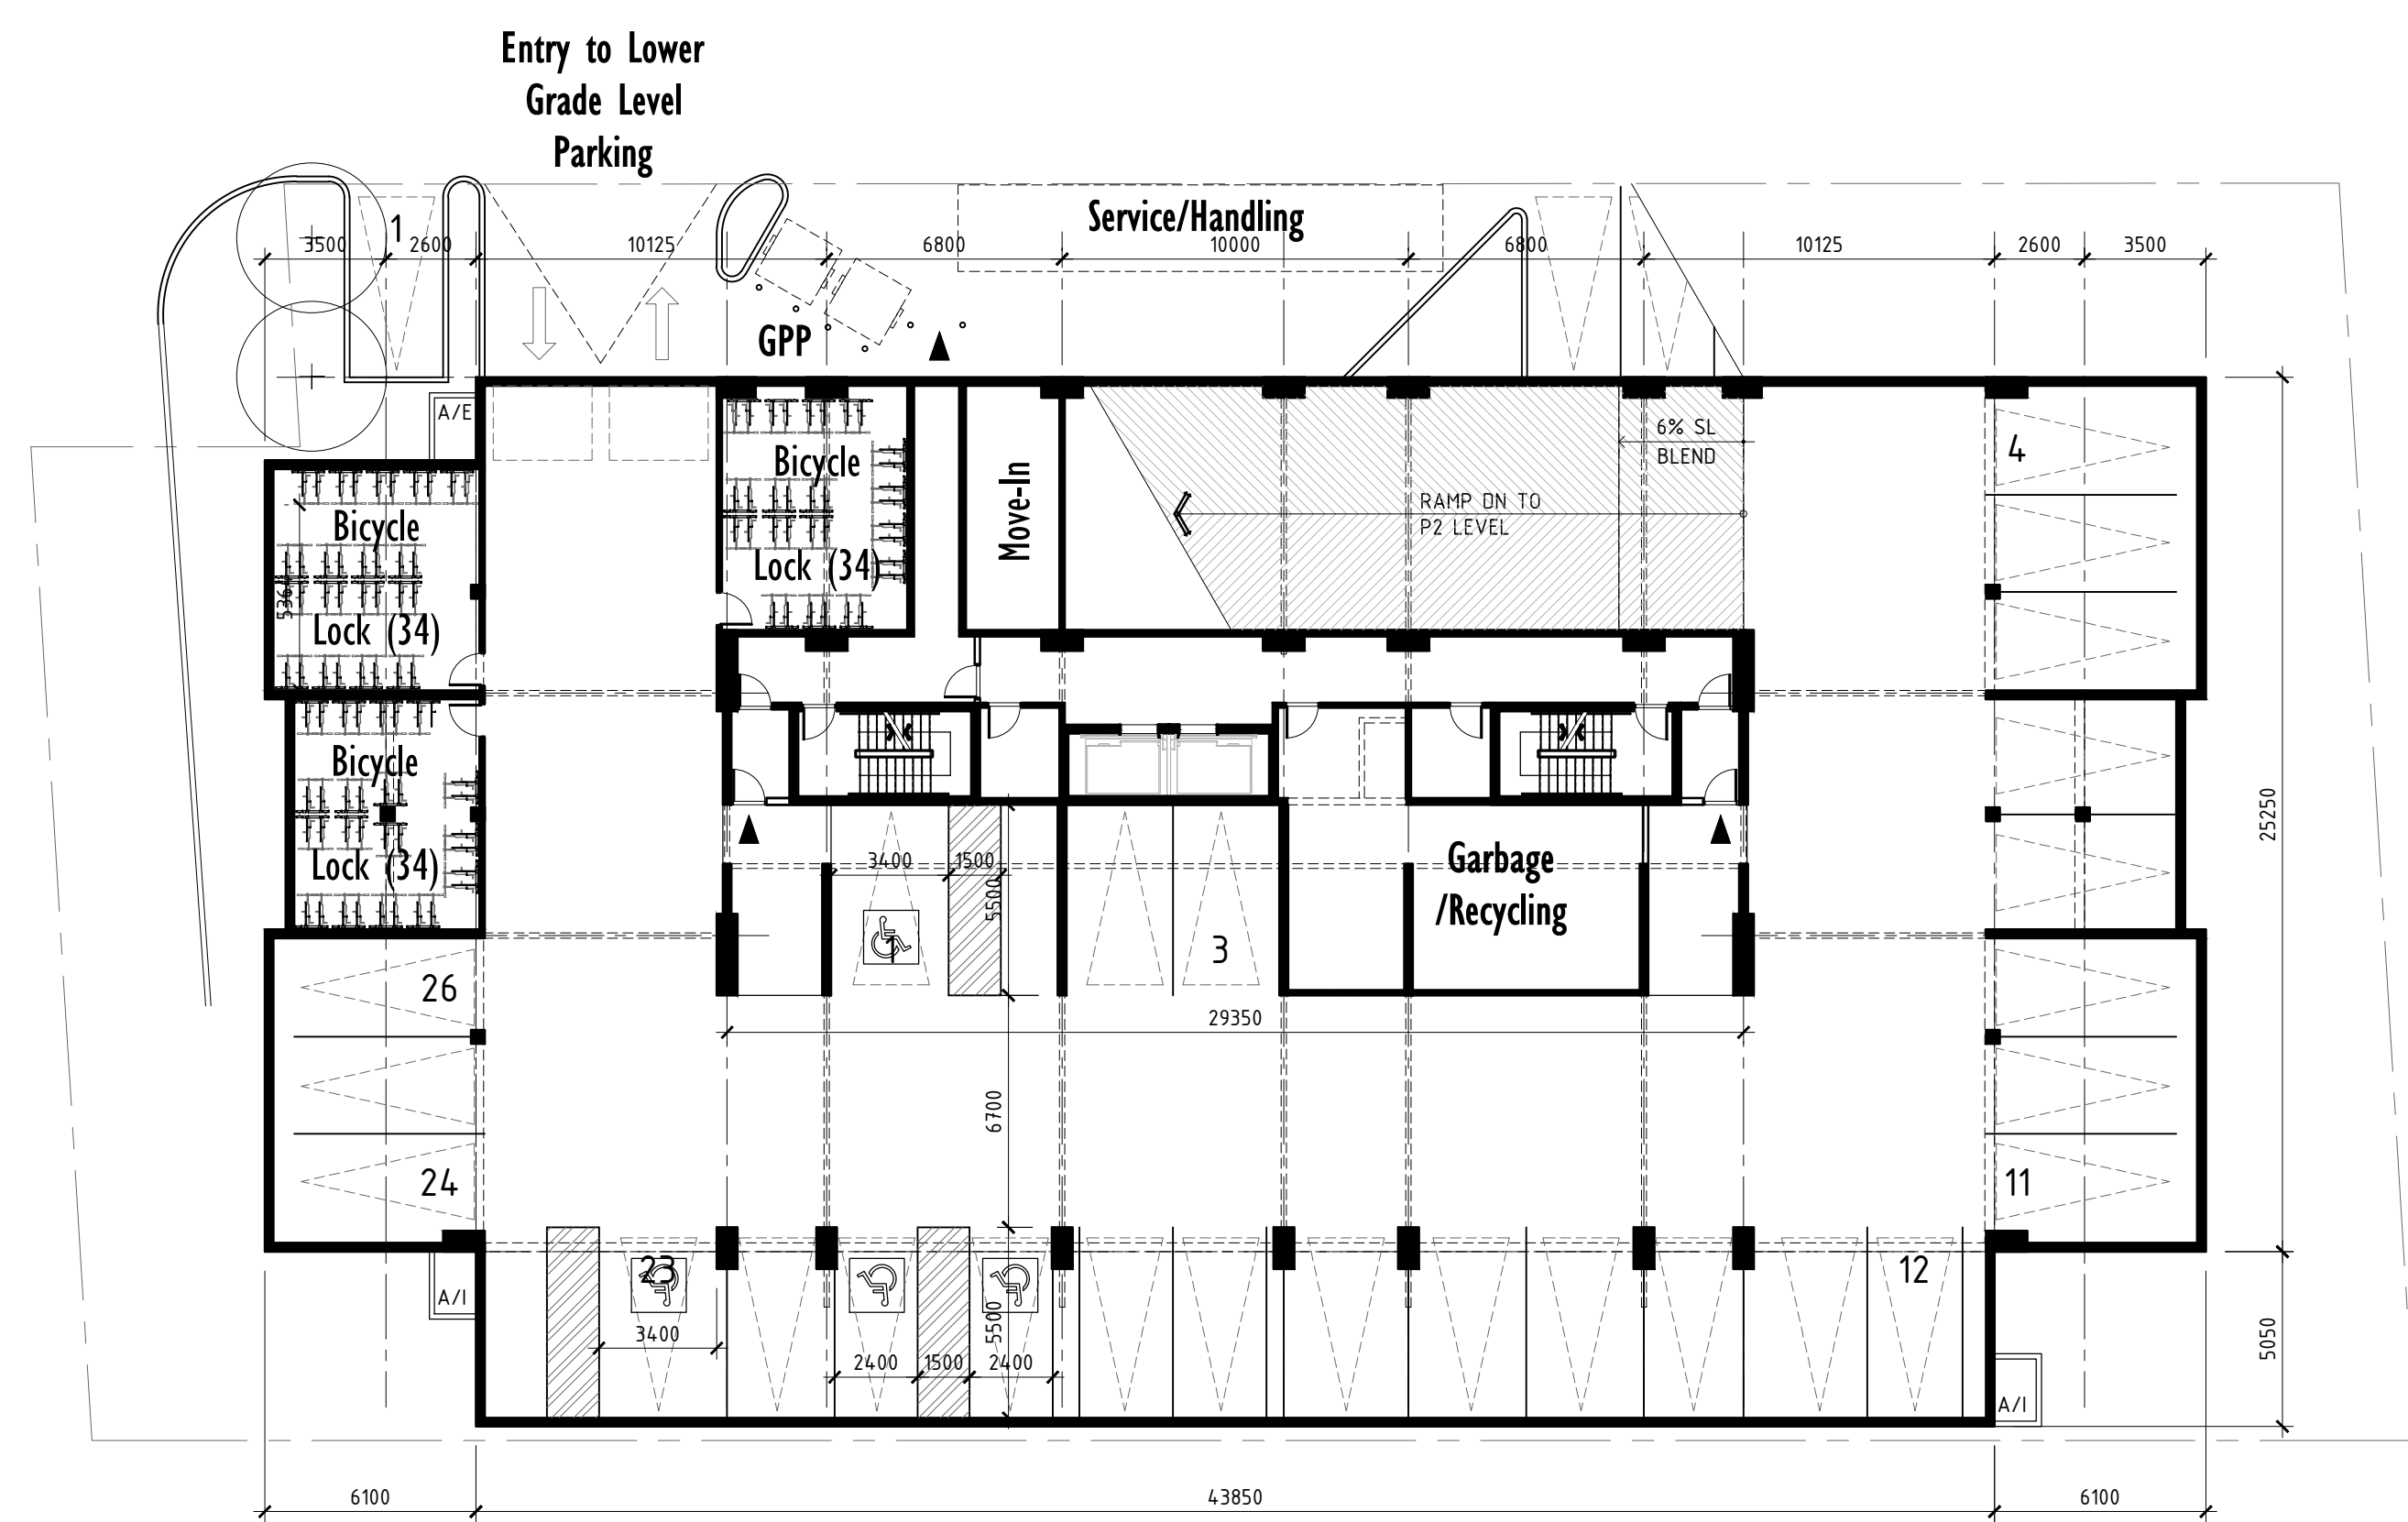 Entry to Lower
Grade Level
Parking
1
Service/Handling
3500
2600
10125
6800
10000
6800
10125
2600
3500
GPP
A/E
6% SL
BLEND
4
Bicycle
Move-In
RAMP DN TO
P2 LEVEL
Bicycle
Lock (34)
5364
Lock (34)
Bicycle
Lock (34)
3400
1500
5500
Garbage
/Recycling
25250
1
3
26
29350
6700
24
11
23
12
A/I
3400
5500
2400
1500
2400
5050
A/I
6100
43850
6100